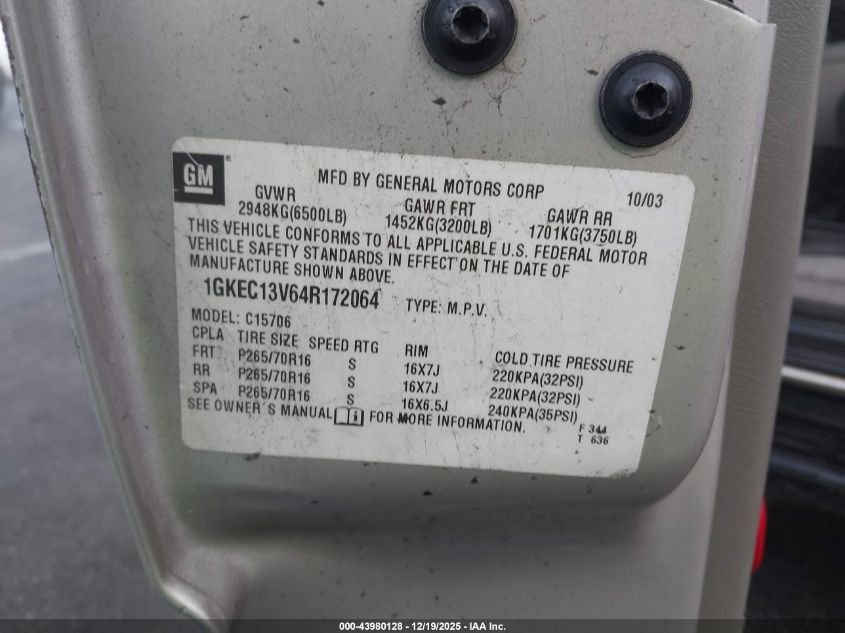 GM
MFD BY GENERAL MOTORS CORP 10/03
GVWR GAWR FRT GAWR RR
2948KG(6500LB) 1452KG(3200LB) 1701KG(3750LB)
THIS VEHICLE CONFORMS TO ALL APPLICABLE U.S. FEDERAL MOTOR
VEHICLE SAFETY STANDARDS IN EFFECT ON THE DATE OF
MANUFACTURE SHOWN ABOVE.
1GKEC13V64R172064 TYPE: M.P.V.
MODEL: C15706
CPLA TIRE SIZE SPEED RTG RIM COLD TIRE PRESSURE
FRT P265/70R16 S 16X7J 220KPA(32PSI)
RR P265/70R16 S 16X7J 220KPA(32PSI)
SPA P265/70R16 S 16X6.5J 240KPA(35PSI)
SEE OWNER'S MANUAL i FOR MORE INFORMATION.
F 344
T 636
000-43980128 - 12/19/2025 - IAA Inc.